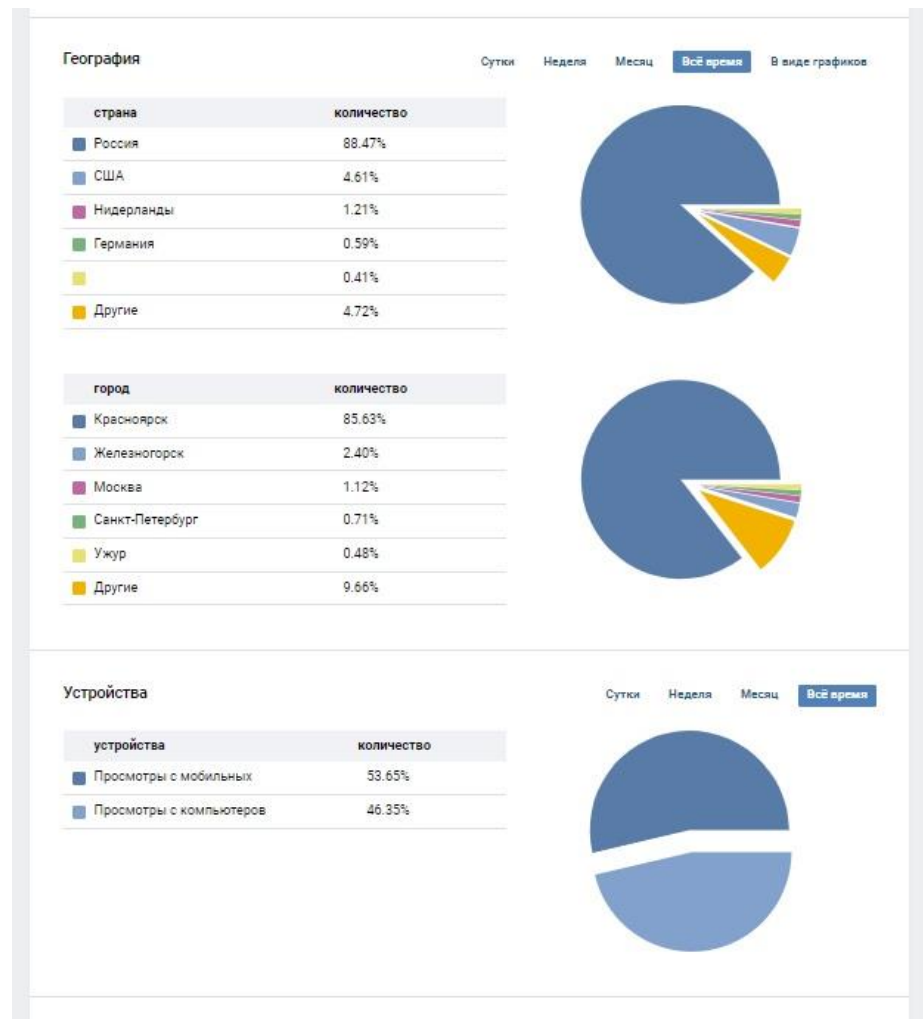 География Сутки Неделя Месяц Всё время В виде графиков
страна количество
Россия 88.47%
США 4.61%
Нидерланды 1.21%
Германия 0.59%
0.41%
Другие 4.72%
город количество
Красноярск 85.63%
Железногорск 2.40%
Москва 1.12%
Санкт-Петербург 0.71%
Ужур 0.48%
Другие 9.66%
Устройства Сутки Неделя Месяц Всё время
устройства количество
Просмотры с мобильных 53.65%
Просмотры с компьютеров 46.35%